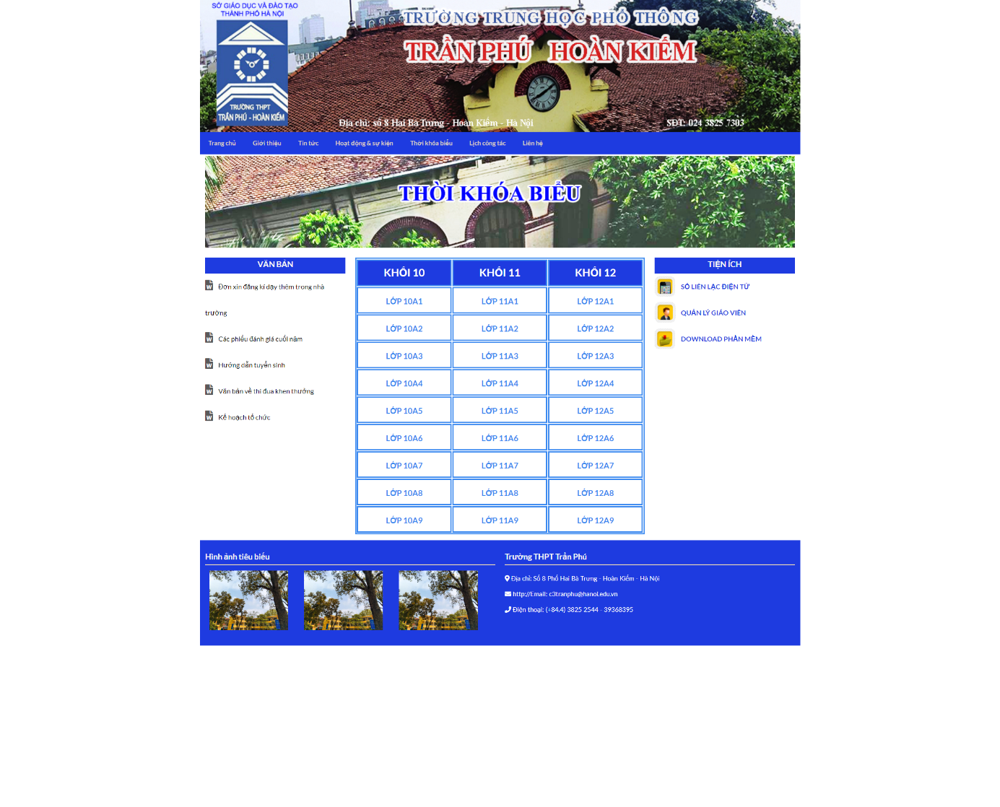 SỞ GIÁO DỤC VÀ ĐÀO TẠO
THÀNH PHỐ HÀ NỘI
TRƯỜNG THPT
TRẦN PHÚ - HOÀN KIẾM
TRƯỜNG TRUNG HỌC PHỔ THÔNG
TRẦN PHÚ HOÀN KIẾM
Địa chỉ: số 8 Hai Bà Trưng - Hoàn Kiếm - Hà Nội
SĐT: 024 3825 7303
Trang chủ Giới thiệu Tin tức Hoạt động & sự kiện Thời khóa biểu Lịch công tác Liên hệ
THỜI KHÓA BIỂU
VĂN BẢN
Đơn xin đăng kí dạy thêm trong nhà
trường
Các phiếu đánh giá cuối năm
Hướng dẫn tuyển sinh
Văn bản về thi đua khen thưởng
Kế hoạch tổ chức
KHỐI 10 KHỐI 11 KHỐI 12
LỚP 10A1 LỚP 11A1 LỚP 12A1
LỚP 10A2 LỚP 11A2 LỚP 12A2
LỚP 10A3 LỚP 11A3 LỚP 12A3
LỚP 10A4 LỚP 11A4 LỚP 12A4
LỚP 10A5 LỚP 11A5 LỚP 12A5
LỚP 10A6 LỚP 11A6 LỚP 12A6
LỚP 10A7 LỚP 11A7 LỚP 12A7
LỚP 10A8 LỚP 11A8 LỚP 12A8
LỚP 10A9 LỚP 11A9 LỚP 12A9
TIỆN ÍCH
SỔ LIÊN LẠC ĐIỆN TỬ
QUẢN LÝ GIÁO VIÊN
DOWNLOAD PHẦN MỀM
Hình ảnh tiêu biểu
Trường THPT Trần Phú
Địa chỉ: Số 8 Phố Hai Bà Trưng - Hoàn Kiếm - Hà Nội
http://Email: c3tranphu@hanoi.edu.vn
Điện thoại: (+84.4) 3825 2544 - 39368395